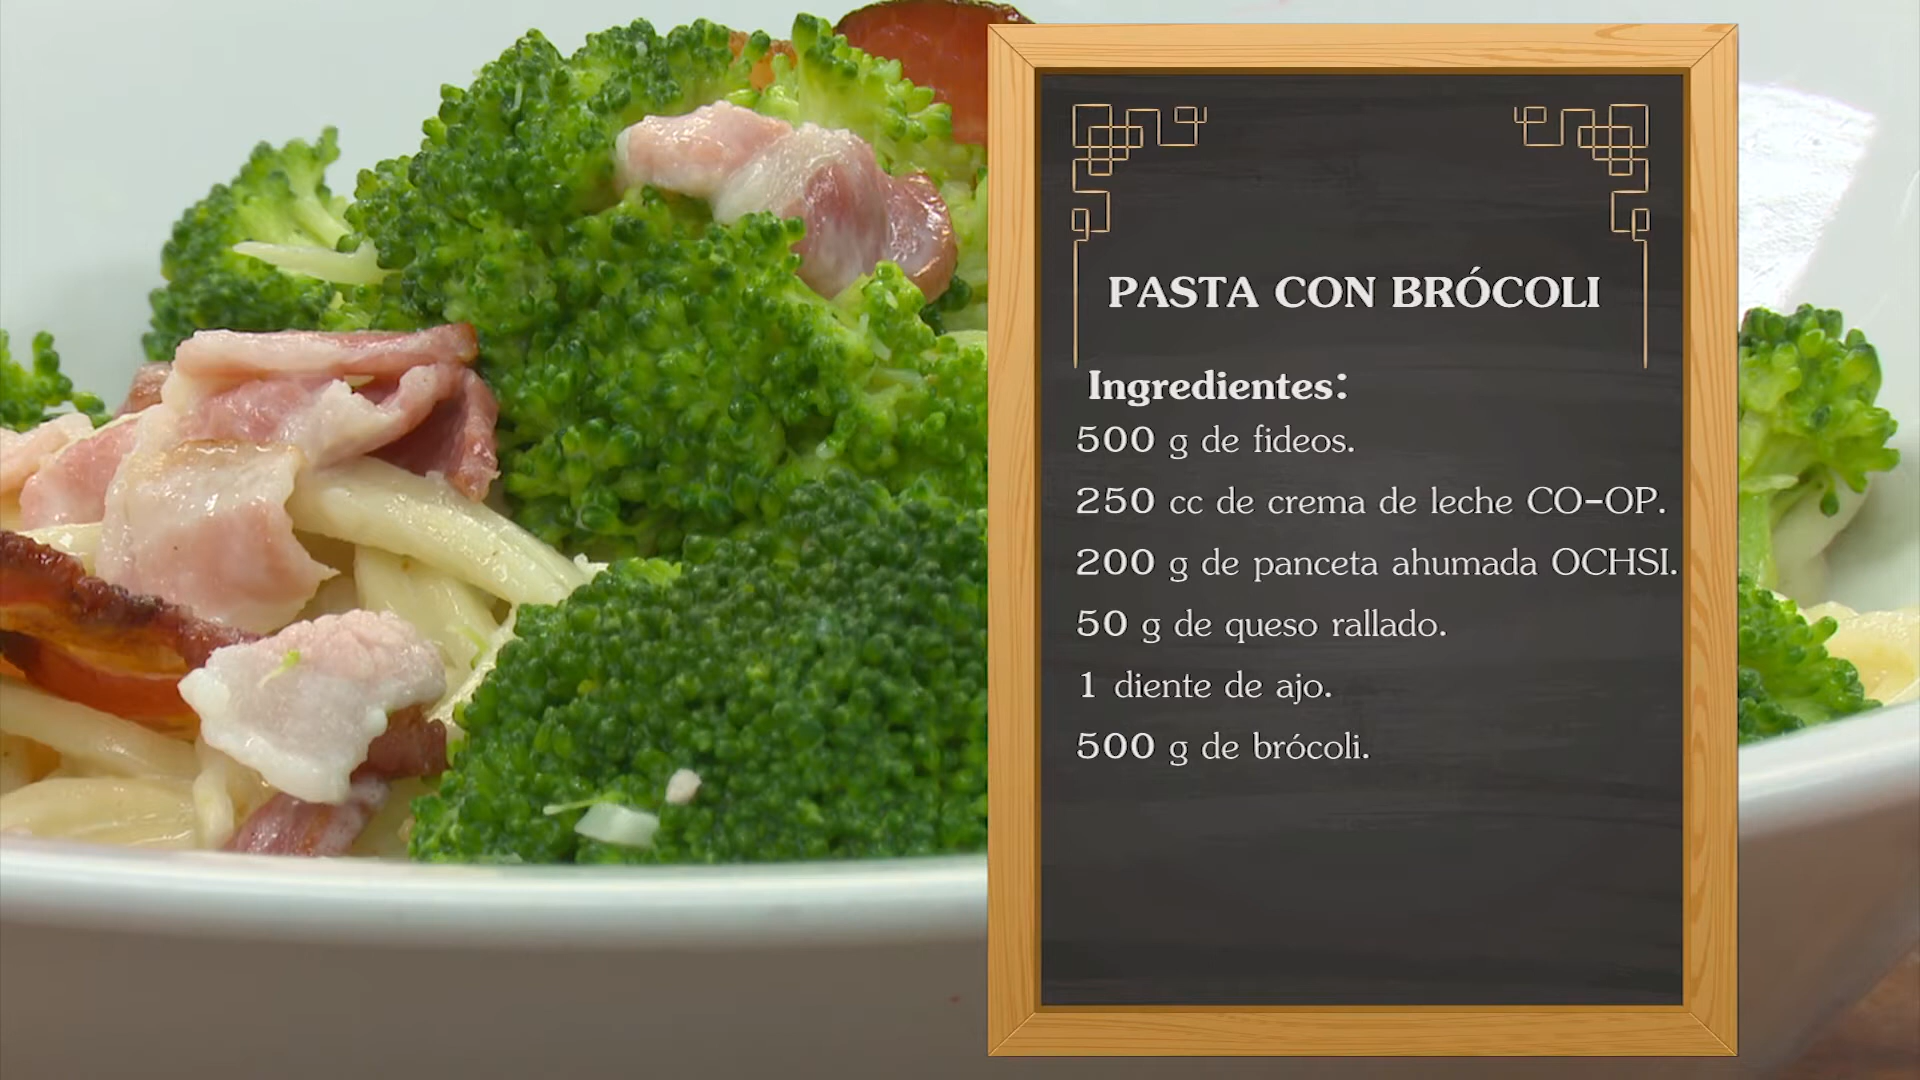 PASTA CON BRÓCOLI
Ingredientes:
500 g de fideos.
250 cc de crema de leche CO-OP.
200 g de panceta ahumada OCHSI.
50 g de queso rallado.
1 diente de ajo.
500 g de brócoli.